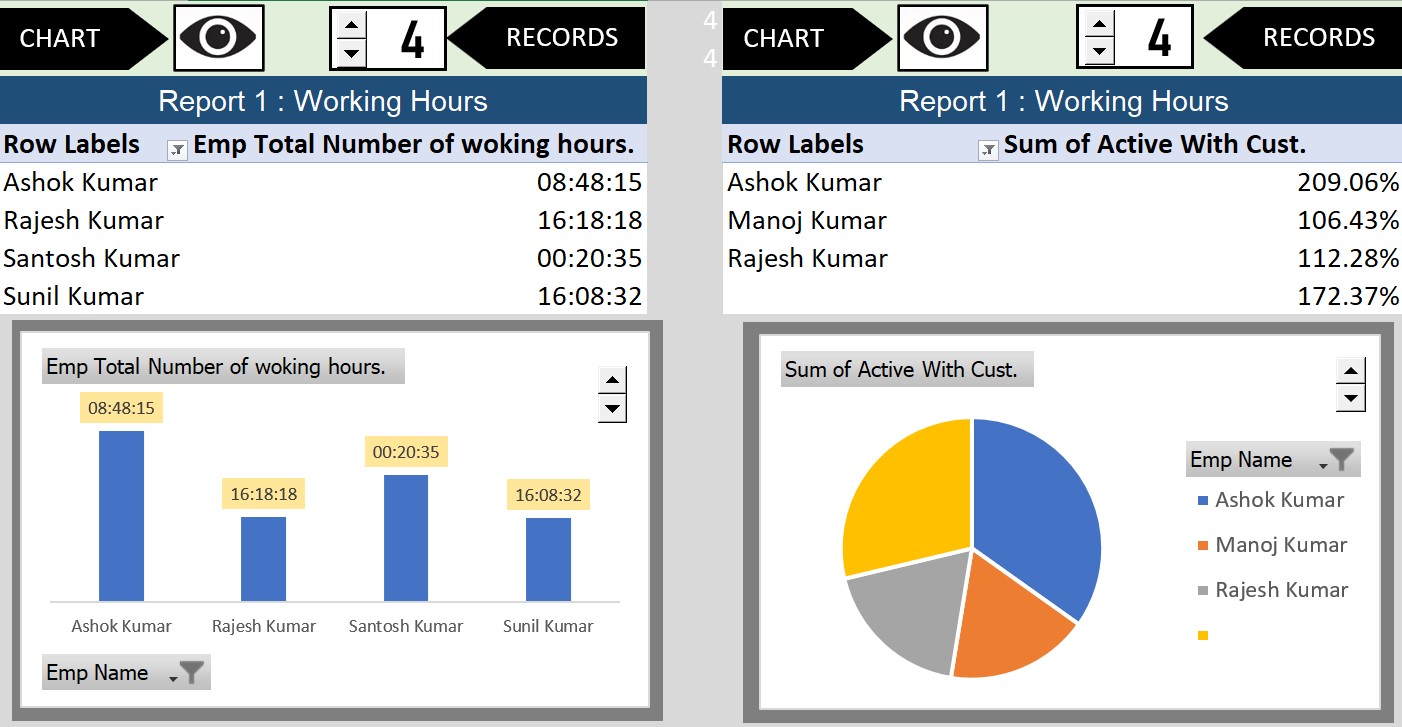 CHART
4
RECORDS
Report 1 : Working Hours
Row Labels Emp Total Number of woking hours.
Ashok Kumar 08:48:15
Rajesh Kumar 16:18:18
Santosh Kumar 00:20:35
Sunil Kumar 16:08:32
Emp Total Number of woking hours.
08:48:15
16:18:18
00:20:35
16:08:32
Ashok Kumar Rajesh Kumar Santosh Kumar Sunil Kumar
Emp Name
4
4
CHART
4
RECORDS
Report 1 : Working Hours
Row Labels Sum of Active With Cust.
Ashok Kumar 209.06%
Manoj Kumar 106.43%
Rajesh Kumar 112.28%
172.37%
Sum of Active With Cust.
Emp Name
Ashok Kumar
Manoj Kumar
Rajesh Kumar